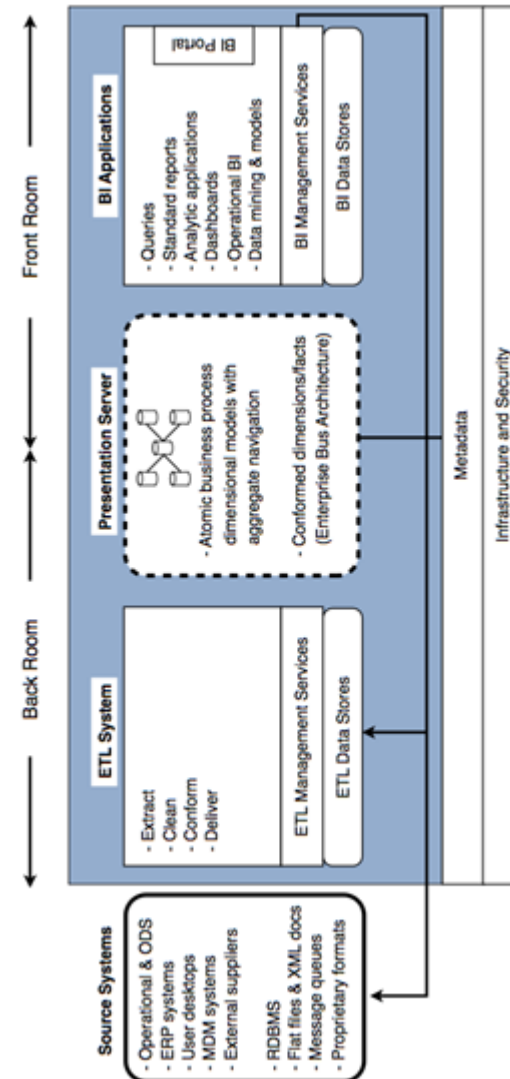 Back Room
Front Room
Source Systems
- Operational & ODS
- ERP systems
- User desktops
- MDM systems
- External suppliers
- RDBMS
- Flat files & XML docs
- Message queues
- Proprietary formats
ETL System
- Extract
- Clean
- Conform
- Deliver
ETL Management Services
ETL Data Stores
Presentation Server
- Atomic business process
dimensional models with
aggregate navigation
- Conformed dimensions/facts
(Enterprise Bus Architecture)
BI Applications
- Queries
- Standard reports
- Analytic applications
- Dashboards
- Operational BI
- Data mining & models
BI Portal
BI Management Services
BI Data Stores
Metadata
Infrastructure and Security